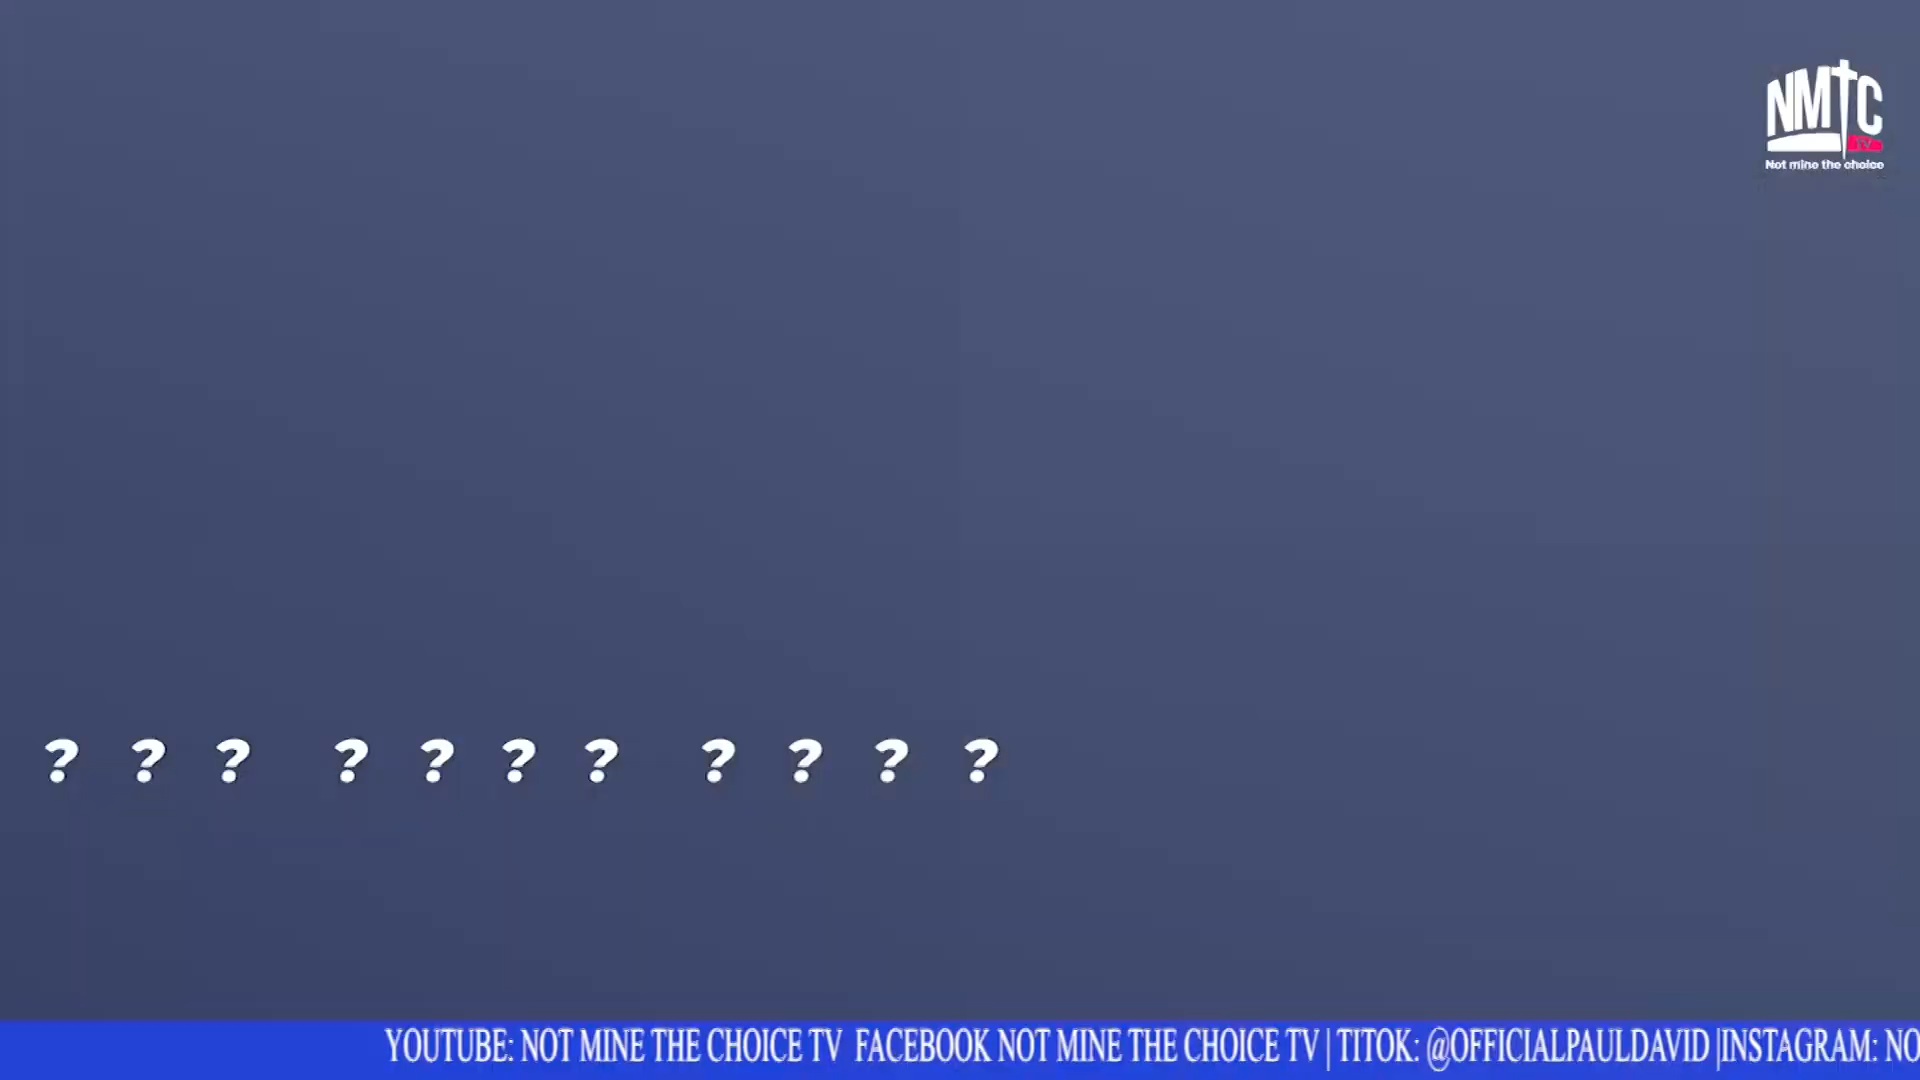 NMTC
TV
Not mine the choice
? ? ? ? ? ? ? ? ? ? ?
YOUTUBE: NOT MINE THE CHOICE TV FACEBOOK NOT MINE THE CHOICE TV | TITOK: @OFFICIALPAULDAVID |INSTAGRAM: NO